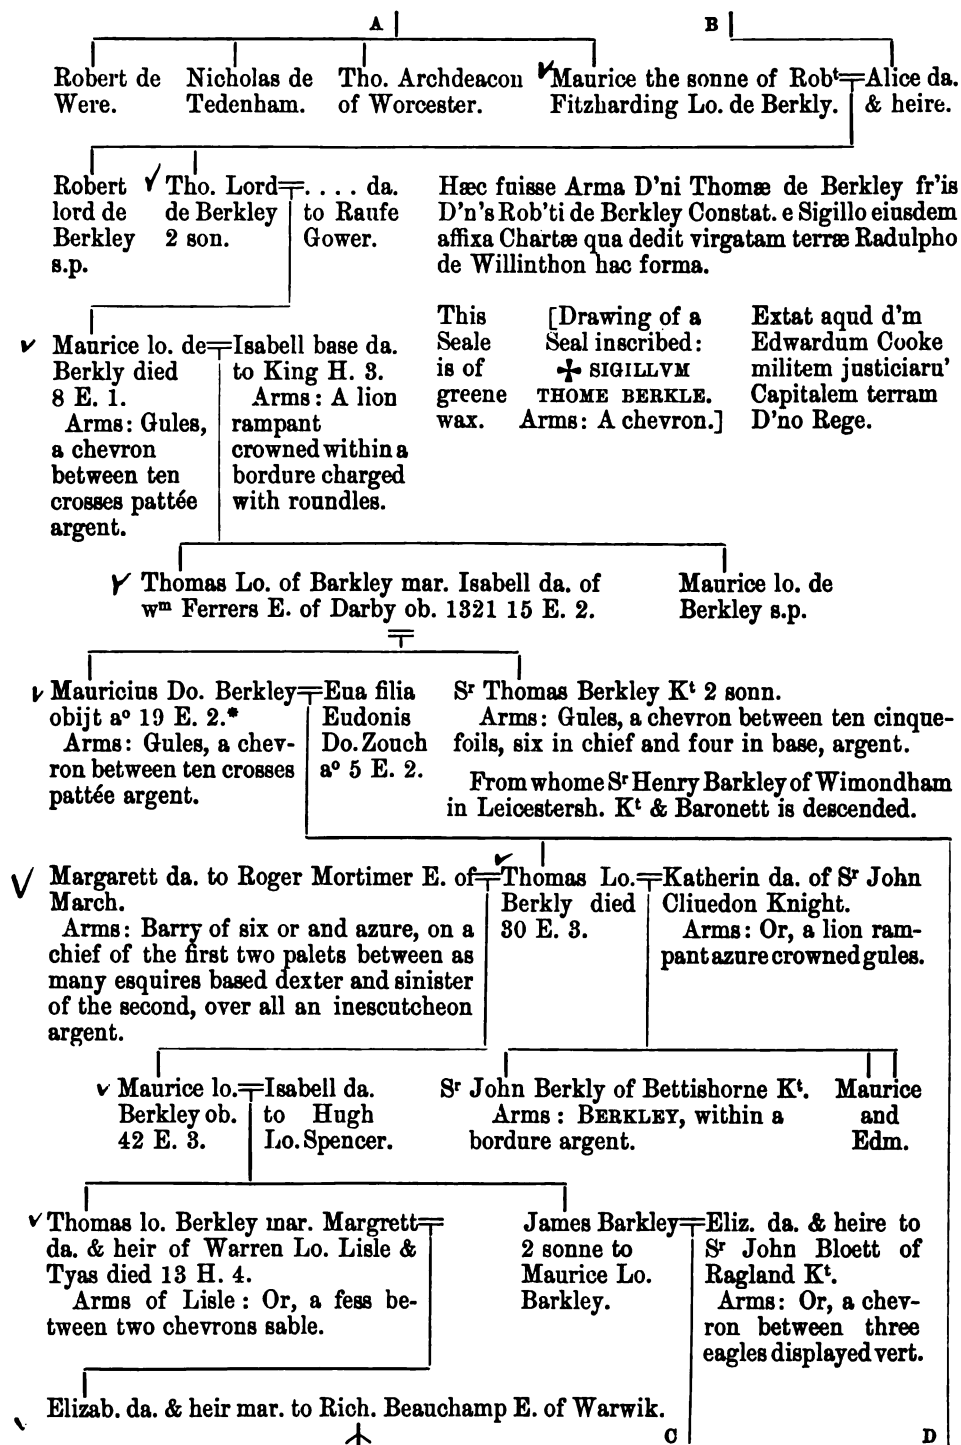 A B
Robert de
Were.
Nicholas de
Tedenham.
Tho. Archdeacon
of Worcester.
Maurice the sonne of Robᵗ
Fitzharding Lo. de Berkly.
Alice da.
& heire.
Robert
lord de
Berkley
s.p.
Tho. Lord
de Berkley
2 son.
. . . . da.
to Raufe
Gower.
Hæc fuisse Arma D'ni Thomæ de Berkley fr'is
D'n's Rob'ti de Berkley Constat. e Sigillo eiusdem
affixa Chartæ qua dedit virgatam terræ Radulpho
de Willinthon hac forma.
Maurice lo. de
Berkly died
8 E. 1.
Arms: Gules,
a chevron
between ten
crosses pattée
argent.
Isabell base da.
to King H. 3.
Arms: A lion
rampant
crowned within a
bordure charged
with roundles.
This
Seale
is of
greene
wax.
[Drawing of a
Seal inscribed:
✠ SIGILLVM
THOME BERKLE.
Arms: A chevron.]
Extat aqud d'm
Edwardum Cooke
militem justiciaru'
Capitalem terram
D'no Rege.
Thomas Lo. of Barkley mar. Isabell da. of
wᵐ Ferrers E. of Darby ob. 1321 15 E. 2.
Maurice lo. de
Berkley s.p.
Mauricius Do. Berkley
obijt aº 19 E. 2.*
Arms: Gules, a chev-
ron between ten crosses
pattée argent.
Eua filia
Eudonis
Do. Zouch
aº 5 E. 2.
Sʳ Thomas Berkley Kᵗ 2 sonn.
Arms: Gules, a chevron between ten cinque-
foils, six in chief and four in base, argent.
From whome Sʳ Henry Barkley of Wimondham
in Leicestersh. Kᵗ & Baronett is descended.
Margarett da. to Roger Mortimer E. of
March.
Arms: Barry of six or and azure, on a
chief of the first two palets between as
many esquires based dexter and sinister
of the second, over all an inescutcheon
argent.
Thomas Lo.
Berkly died
30 E. 3.
Katherin da. of Sʳ John
Cliuedon Knight.
Arms: Or, a lion ram-
pant azure crowned gules.
Maurice lo.
Berkley ob.
42 E. 3.
Isabell da.
to Hugh
Lo. Spencer.
Sʳ John Berkly of Bettishorne Kᵗ.
Arms: BERKLEY, within a
bordure argent.
Maurice
and
Edm.
Thomas lo. Berkley mar. Margrett
da. & heir of Warren Lo. Lisle &
Tyas died 13 H. 4.
Arms of Lisle: Or, a fess be-
tween two chevrons sable.
James Barkley
2 sonne to
Maurice Lo.
Barkley.
Eliz. da. & heire to
Sʳ John Bloett of
Ragland Kᵗ.
Arms: Or, a chev-
ron between three
eagles displayed vert.
Elizab. da. & heir mar. to Rich. Beauchamp E. of Warwik.
C D